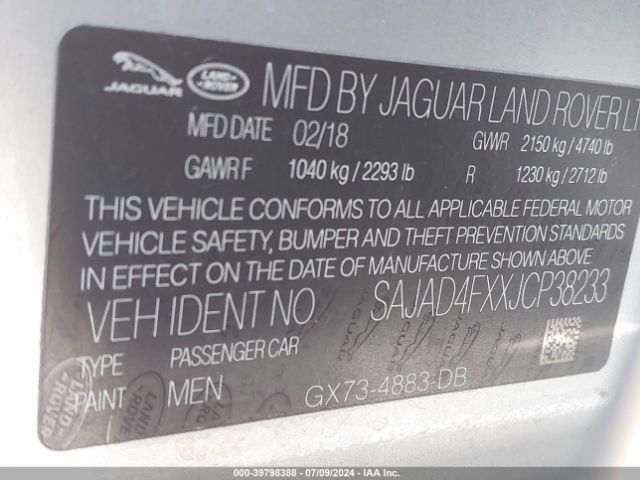 JAGUAR LAND-ROVER MFD BY JAGUAR LAND ROVER LT
MFD DATE 02/18 GVWR 2150 kg / 4740 lb
GAWR F 1040 kg / 2293 lb R 1230 kg / 2712 lb
THIS VEHICLE CONFORMS TO ALL APPLICABLE FEDERAL MOTOR
VEHICLE SAFETY, BUMPER AND THEFT PREVENTION STANDARDS
IN EFFECT ON THE DATE OF MANUFACTURE SHOWN ABOVE
VEH IDENT NO SAJAD4FXXJCP38233
TYPE PASSENGER CAR
PAINT MEN GX73-4883-DB
000-39798388 / 07/09/2024 / IAA Inc.